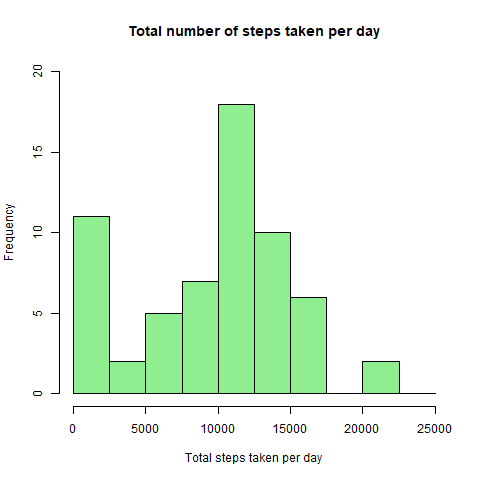 Total number of steps taken per day
Frequency
20
15
10
5
0
0 5000 10000 15000 20000 25000
Total steps taken per day